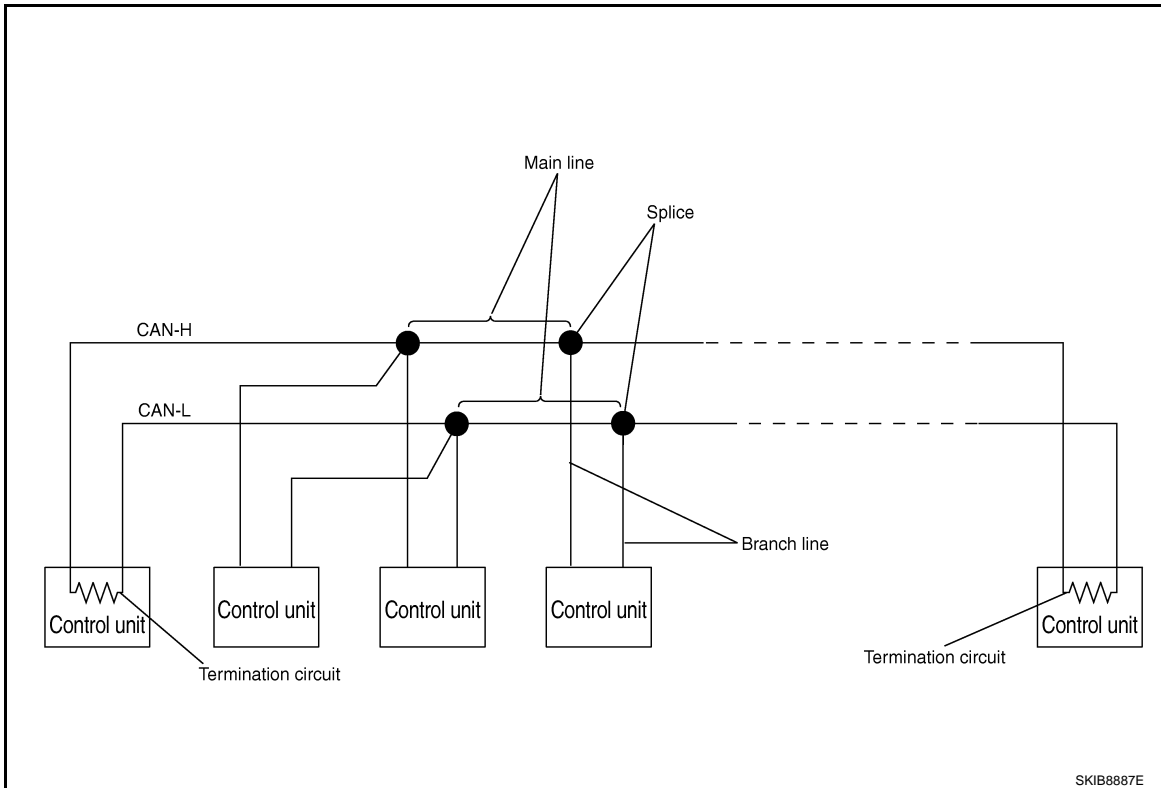 Main line
Splice
CAN-H
CAN-L
Branch line
Control unit
Control unit
Control unit
Control unit
Control unit
Termination circuit
Termination circuit
SKIB8887E